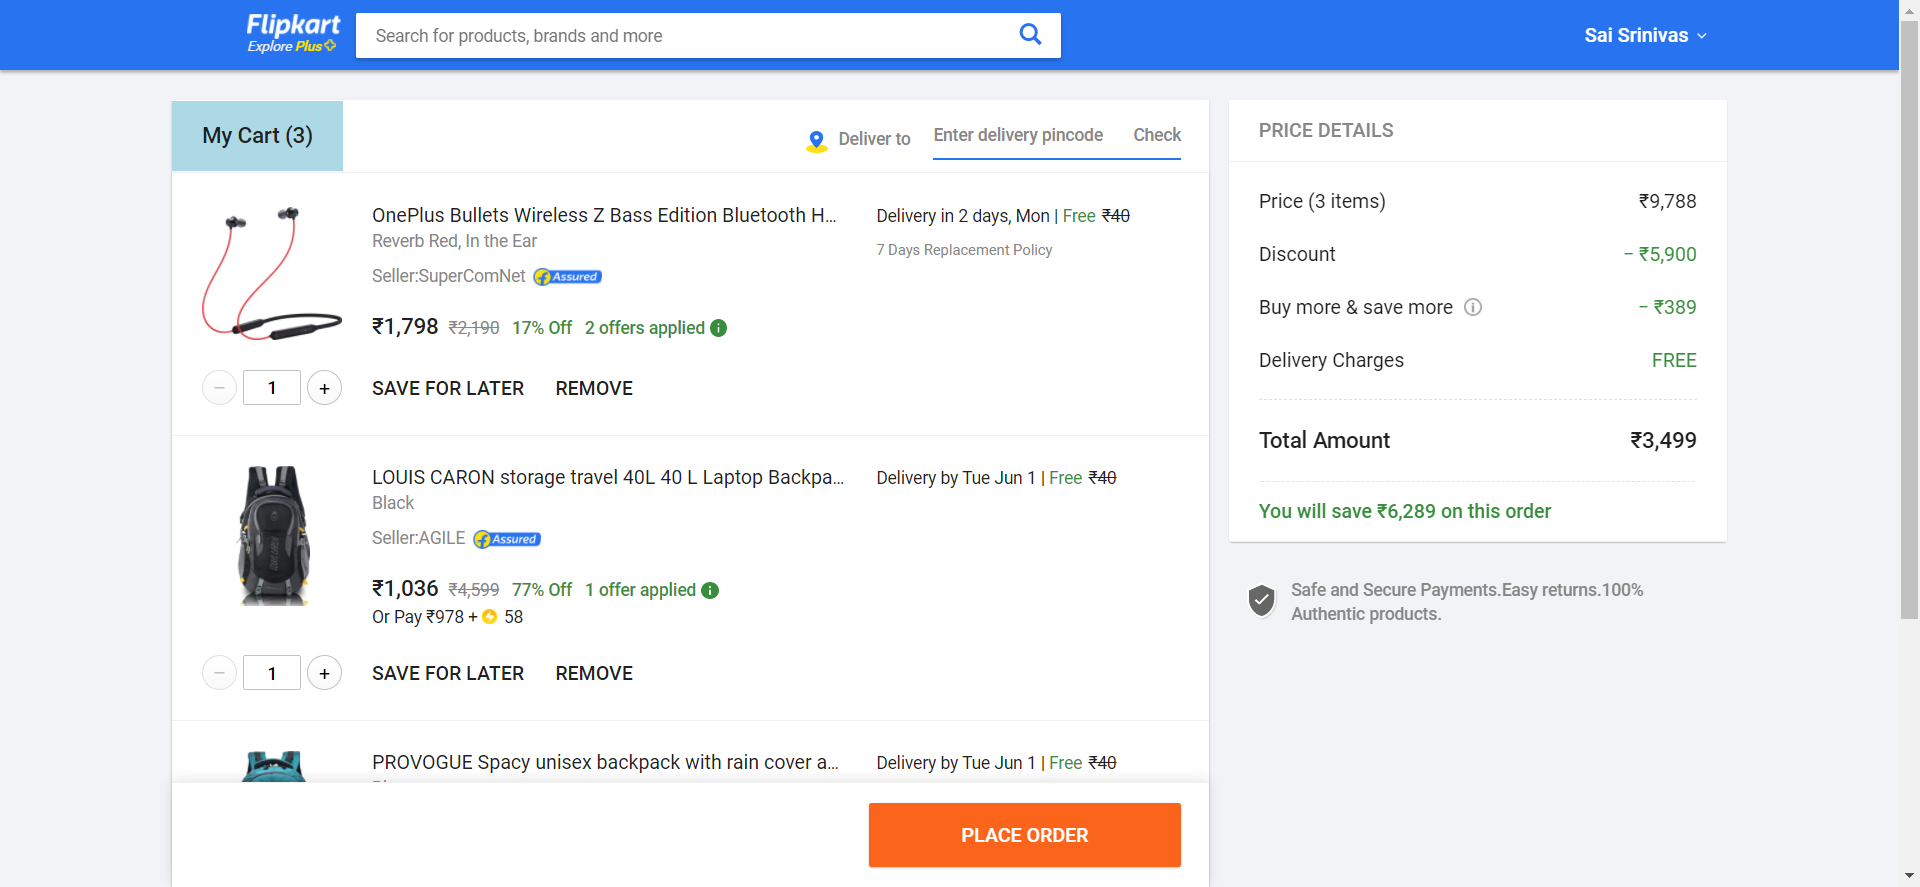 Flipkart
Explore Plus
Search for products, brands and more
Sai Srinivas
My Cart (3)
Deliver to
Enter delivery pincode
Check
OnePlus Bullets Wireless Z Bass Edition Bluetooth H...
Reverb Red, In the Ear
Seller:SuperComNet
Assured
₹1,798 ₹2,190 17% Off 2 offers applied
Delivery in 2 days, Mon | Free ₹40
7 Days Replacement Policy
− 1 +
SAVE FOR LATER
REMOVE
LOUIS CARON storage travel 40L 40 L Laptop Backpa...
Black
Seller:AGILE
Assured
₹1,036 ₹4,599 77% Off 1 offer applied
Or Pay ₹978 + 58
Delivery by Tue Jun 1 | Free ₹40
− 1 +
SAVE FOR LATER
REMOVE
PROVOGUE Spacy unisex backpack with rain cover a...
Delivery by Tue Jun 1 | Free ₹40
PLACE ORDER
PRICE DETAILS
Price (3 items) ₹9,788
Discount − ₹5,900
Buy more & save more − ₹389
Delivery Charges FREE
Total Amount ₹3,499
You will save ₹6,289 on this order
Safe and Secure Payments.Easy returns.100%
Authentic products.